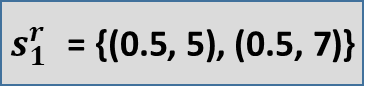 s₁ʳ = {(0.5, 5), (0.5, 7)}